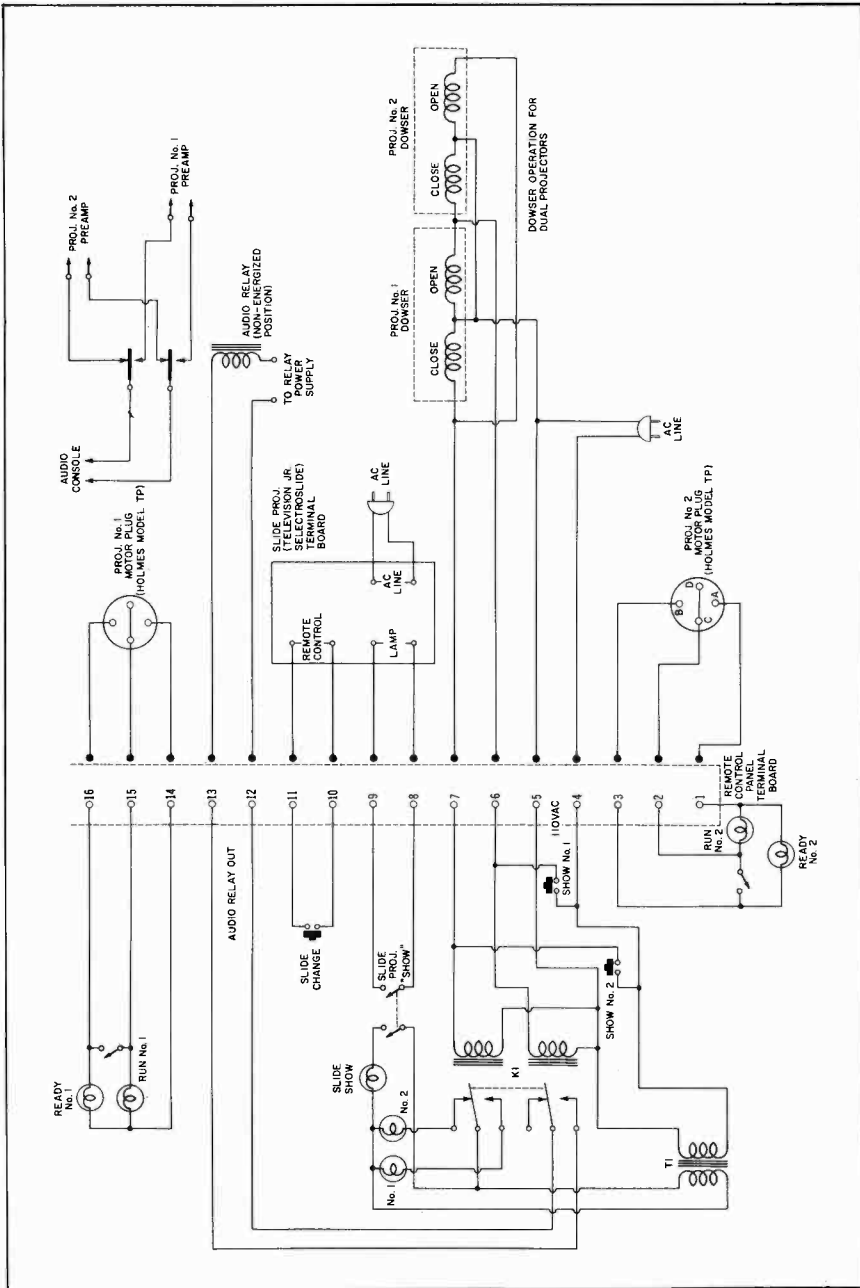 PROJ. No. 2
DOWSER
OPEN
CLOSE
PROJ. No. 1
DOWSER
OPEN
CLOSE
DOWSER OPERATION FOR
DUAL PROJECTORS
PROJ. No. 2
PREAMP
PROJ. No. 1
PREAMP
AUDIO
CONSOLE
AUDIO RELAY
(NON-ENERGIZED
POSITION)
TO RELAY
POWER
SUPPLY
PROJ. No. 1
MOTOR PLUG
(HOLMES MODEL TP)
SLIDE PROJ.
(TELEVISION JR.
SELECTROSLIDE)
TERMINAL
BOARD
REMOTE
CONTROL
LAMP
AC
LINE
AC
LINE
AC
LINE
PROJ. No 2
MOTOR PLUG
(HOLMES MODEL TP)
B
D
C
A
16
15
14
13
12
11
10
9
8
7
6
5
4
3
2
1
110VAC
REMOTE
CONTROL
PANEL
TERMINAL
BOARD
AUDIO RELAY OUT
READY
No. 1
RUN No. 1
SLIDE
CHANGE
SLIDE
PROJ.
"SHOW"
SLIDE
SHOW
No. 2
No. 1
K1
SHOW No. 1
SHOW No. 2
T1
RUN
No. 2
READY
No. 2